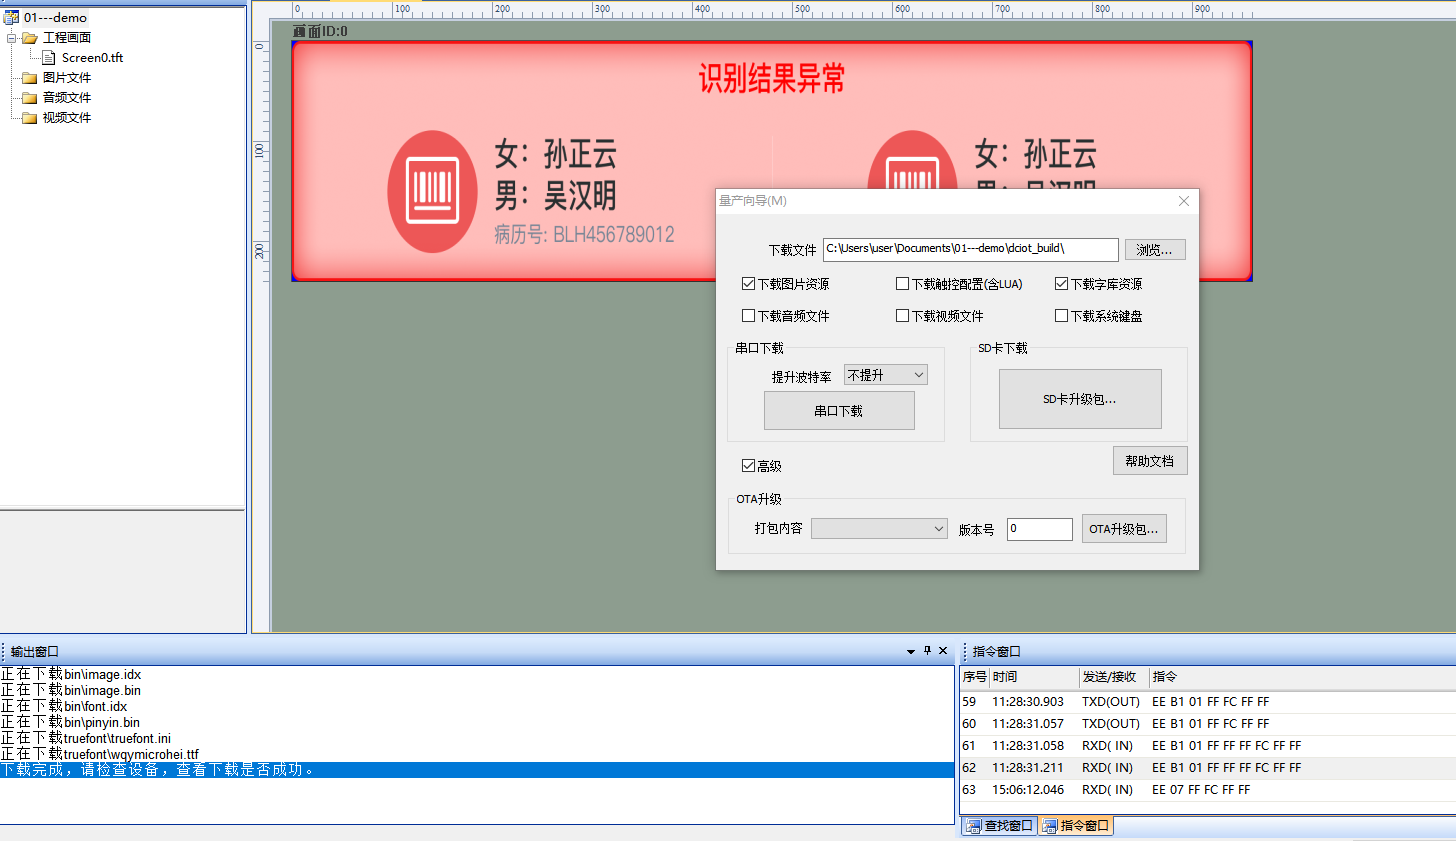 01---demo
工程画面
Screen0.tft
图片文件
音频文件
视频文件
0 100 200 300 400 500 600 700 800 900
0
100
200
画面ID:0
识别结果异常
女：孙正云
男：吴汉明
病历号: BLH456789012
女：孙正云
男：吴汉明
量产向导(M)
下载文件 C:\Users\user\Documents\01---demo\dciot_build\ 浏览...
下载图片资源 下载触控配置(含LUA) 下载字库资源
下载音频文件 下载视频文件 下载系统键盘
串口下载
提升波特率 不提升
串口下载
SD卡下载
SD卡升级包...
高级
帮助文档
OTA升级
打包内容 版本号 0 OTA升级包...
输出窗口
正在下载bin\image.idx
正在下载bin\image.bin
正在下载bin\font.idx
正在下载bin\pinyin.bin
正在下载truefont\truefont.ini
正在下载truefont\wqymicrohei.ttf
下载完成，请检查设备，查看下载是否成功。
指令窗口
序号 时间 发送/接收 指令
59 11:28:30.903 TXD(OUT) EE B1 01 FF FC FF FF
60 11:28:31.057 TXD(OUT) EE B1 01 FF FC FF FF
61 11:28:31.058 RXD( IN) EE B1 01 FF FF FF FC FF FF
62 11:28:31.211 RXD( IN) EE B1 01 FF FF FF FC FF FF
63 15:06:12.046 RXD( IN) EE 07 FF FC FF FF
查找窗口 指令窗口